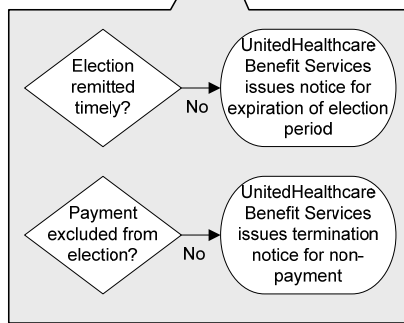 Election
remitted
timely?
No
UnitedHealthcare
Benefit Services
issues notice for
expiration of election
period
Payment
excluded from
election?
No
UnitedHealthcare
Benefit Services
issues termination
notice for non-
payment